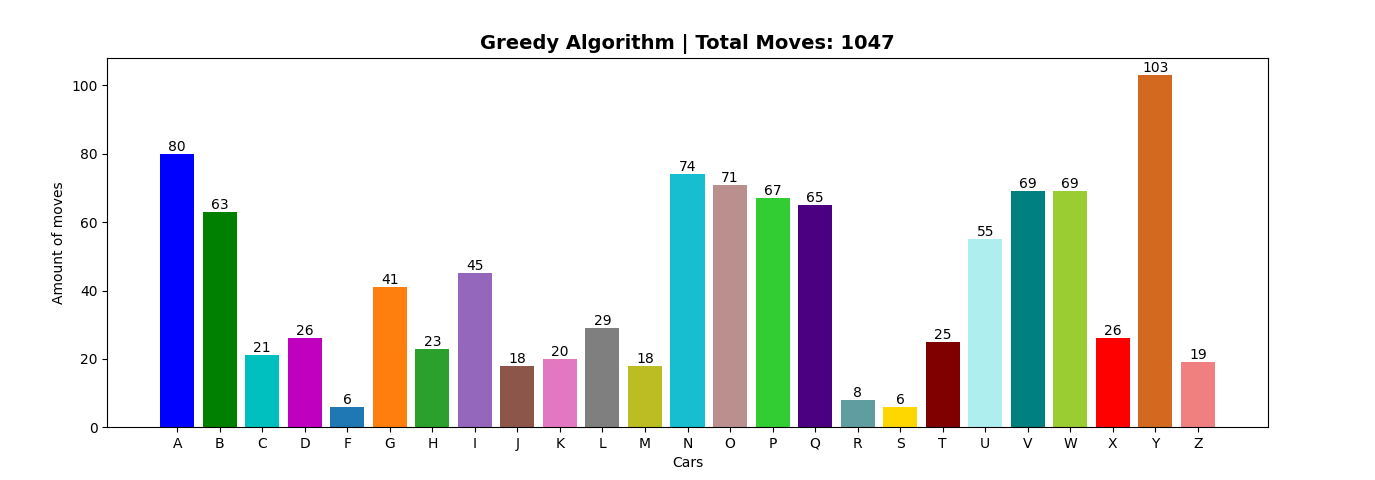 Greedy Algorithm | Total Moves: 1047
Amount of moves
100
80
60
40
20
0
80 63 21 26 6 41 23 45 18 20 29 18 74 71 67 65 8 6 25 55 69 69 26 103 19
A B C D F G H I J K L M N O P Q R S T U V W X Y Z
Cars